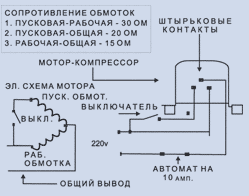 СОПРОТИВЛЕНИЕ ОБМОТОК
1. ПУСКОВАЯ-РАБОЧАЯ - 30 ОМ
2. ПУСКОВАЯ-ОБЩАЯ - 20 ОМ
3. РАБОЧАЯ-ОБЩАЯ - 15 ОМ
ШТЫРЬКОВЫЕ
КОНТАКТЫ
МОТОР-КОМПРЕССОР
ЭЛ. СХЕМА МОТОРА
ПУСК. ОБМОТ.
ВЫКЛЮЧАТЕЛЬ
ВЫКЛ.
220v
РАБ.
ОБМОТКА
АВТОМАТ НА
10 АМП.
ОБЩИЙ ВЫВОД